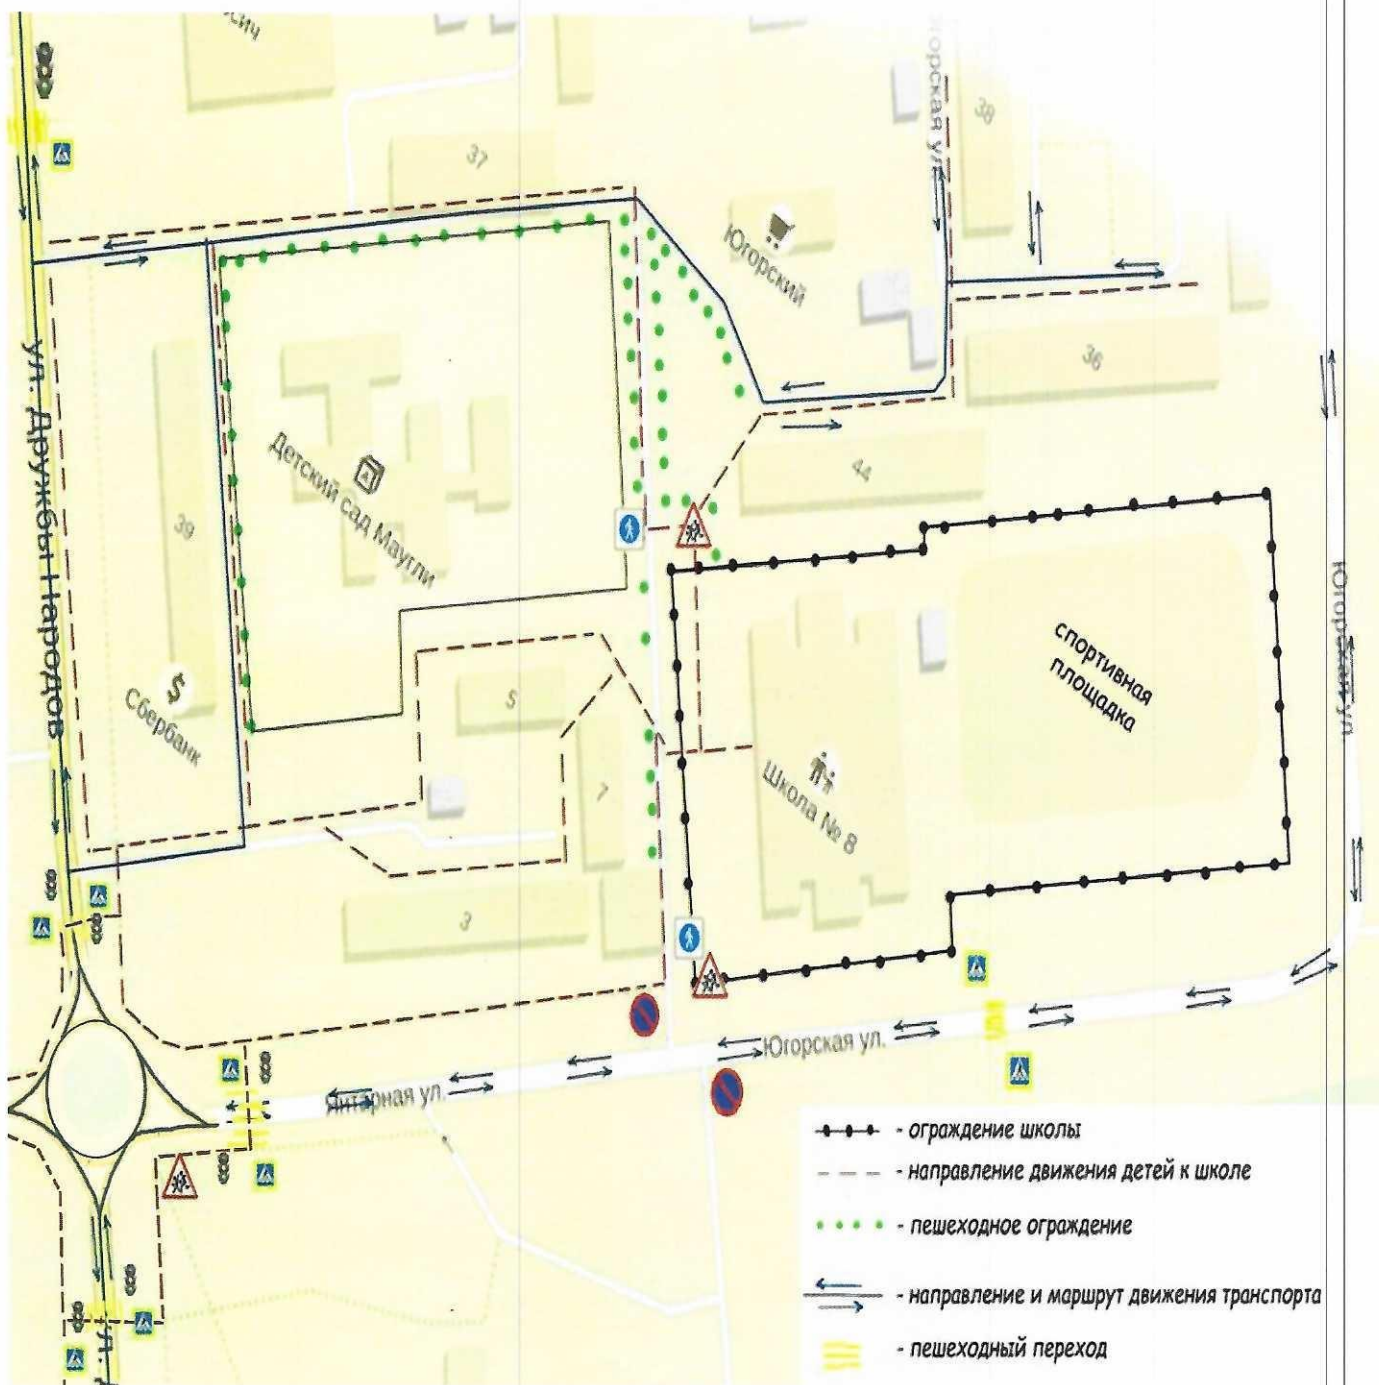 сич
37
38
Югорская ул.
Югорский
36
ул. Дружбы Народов
Детский сад Маугли
39
44
Югорская ул.
спортивная
площадка
Сбербанк
5
7
Школа № 8
3
Югорская ул.
Янтарная ул.
- ограждение школы
- направление движения детей к школе
- пешеходное ограждение
- направление и маршрут движения транспорта
- пешеходный переход